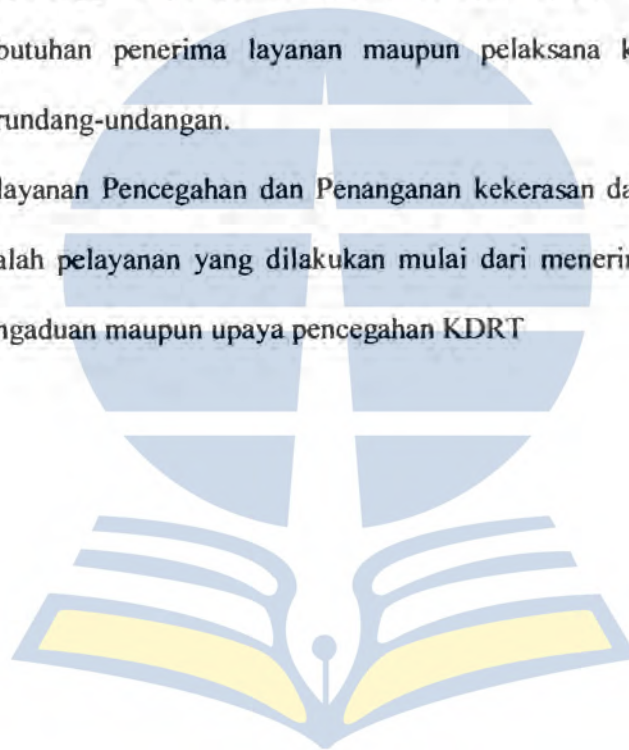 butuhan penerima layanan maupun pelaksana k
rundang-undangan.
layanan Pencegahan dan Penanganan kekerasan da
alah pelayanan yang dilakukan mulai dari menerin
ngaduan maupun upaya pencegahan KDRT